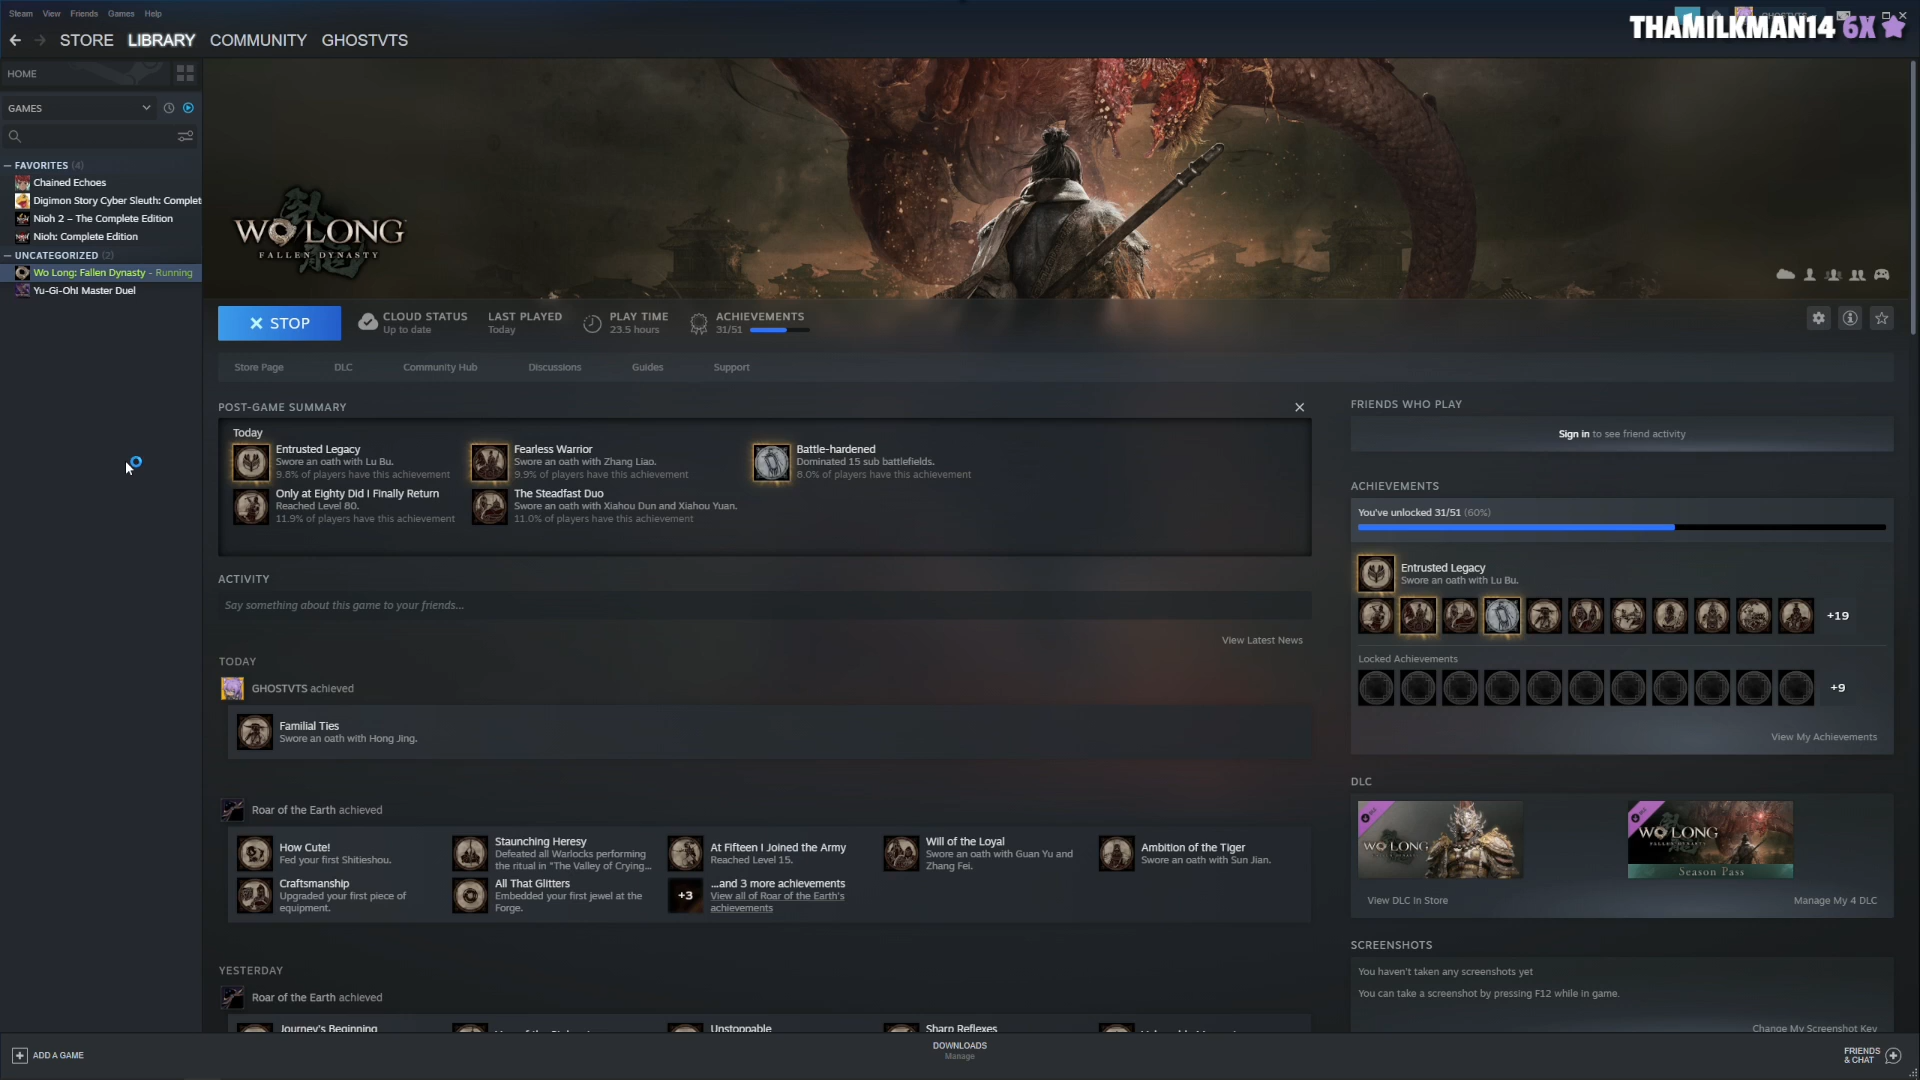 Steam View Friends Games Help
THAMILKMAN14 6X
STORE LIBRARY COMMUNITY GHOSTVTS
HOME
GAMES
FAVORITES (4)
Chained Echoes
Digimon Story Cyber Sleuth: Complet
Nioh 2 – The Complete Edition
Nioh: Complete Edition
UNCATEGORIZED (2)
Wo Long: Fallen Dynasty - Running
Yu-Gi-Oh! Master Duel
WO LONG
FALLEN DYNASTY
STOP
CLOUD STATUS
Up to date
LAST PLAYED
Today
PLAY TIME
23.5 hours
ACHIEVEMENTS
31/51
Store Page DLC Community Hub Discussions Guides Support
POST-GAME SUMMARY
Today
Entrusted Legacy
Swore an oath with Lu Bu.
9.8% of players have this achievement
Fearless Warrior
Swore an oath with Zhang Liao.
9.9% of players have this achievement
Battle-hardened
Dominated 15 sub battlefields.
8.0% of players have this achievement
Only at Eighty Did I Finally Return
Reached Level 80.
11.9% of players have this achievement
The Steadfast Duo
Swore an oath with Xiahou Dun and Xiahou Yuan.
11.0% of players have this achievement
ACTIVITY
Say something about this game to your friends...
View Latest News
TODAY
GHOSTVTS achieved
Familial Ties
Swore an oath with Hong Jing.
Roar of the Earth achieved
How Cute!
Fed your first Shitieshou.
Staunching Heresy
Defeated all Warlocks performing
the ritual in "The Valley of Crying...
At Fifteen I Joined the Army
Reached Level 15.
Will of the Loyal
Swore an oath with Guan Yu and
Zhang Fei.
Ambition of the Tiger
Swore an oath with Sun Jian.
Craftsmanship
Upgraded your first piece of
equipment.
All That Glitters
Embedded your first jewel at the
Forge.
+3
...and 3 more achievements
View all of Roar of the Earth's
achievements
YESTERDAY
Roar of the Earth achieved
Journey's Beginning
Unstoppable
Sharp Reflexes
FRIENDS WHO PLAY
Sign in to see friend activity
ACHIEVEMENTS
You've unlocked 31/51 (60%)
Entrusted Legacy
Swore an oath with Lu Bu.
+19
Locked Achievements
+9
View My Achievements
DLC
WO LONG
WO LONG
FALLEN DYNASTY
Season Pass
View DLC In Store
Manage My 4 DLC
SCREENSHOTS
You haven't taken any screenshots yet
You can take a screenshot by pressing F12 while in game.
Change My Screenshot Key
ADD A GAME
DOWNLOADS
Manage
FRIENDS
& CHAT